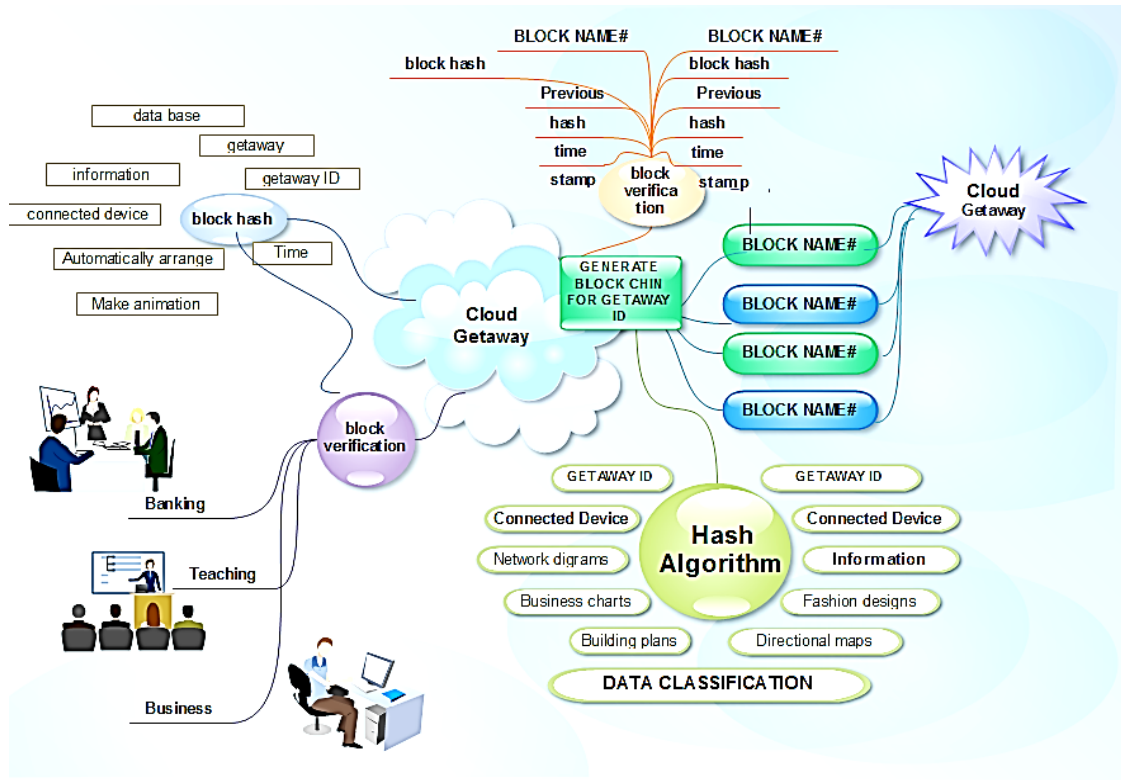 BLOCK NAME#
block hash
Previous
hash
time
stamp
BLOCK NAME#
block hash
Previous
hash
time
stamp
block
verifica
tion
data base
getaway
information
getaway ID
connected device
block hash
Automatically arrange
Time
Make animation
Cloud
Getaway
GENERATE
BLOCK CHIN
FOR GETAWAY
ID
BLOCK NAME#
BLOCK NAME#
BLOCK NAME#
BLOCK NAME#
Cloud
Getaway
block
verification
Banking
Teaching
Business
Hash
Algorithm
GETAWAY ID
Connected Device
Network digrams
Business charts
Building plans
GETAWAY ID
Connected Device
Information
Fashion designs
Directional maps
DATA CLASSIFICATION